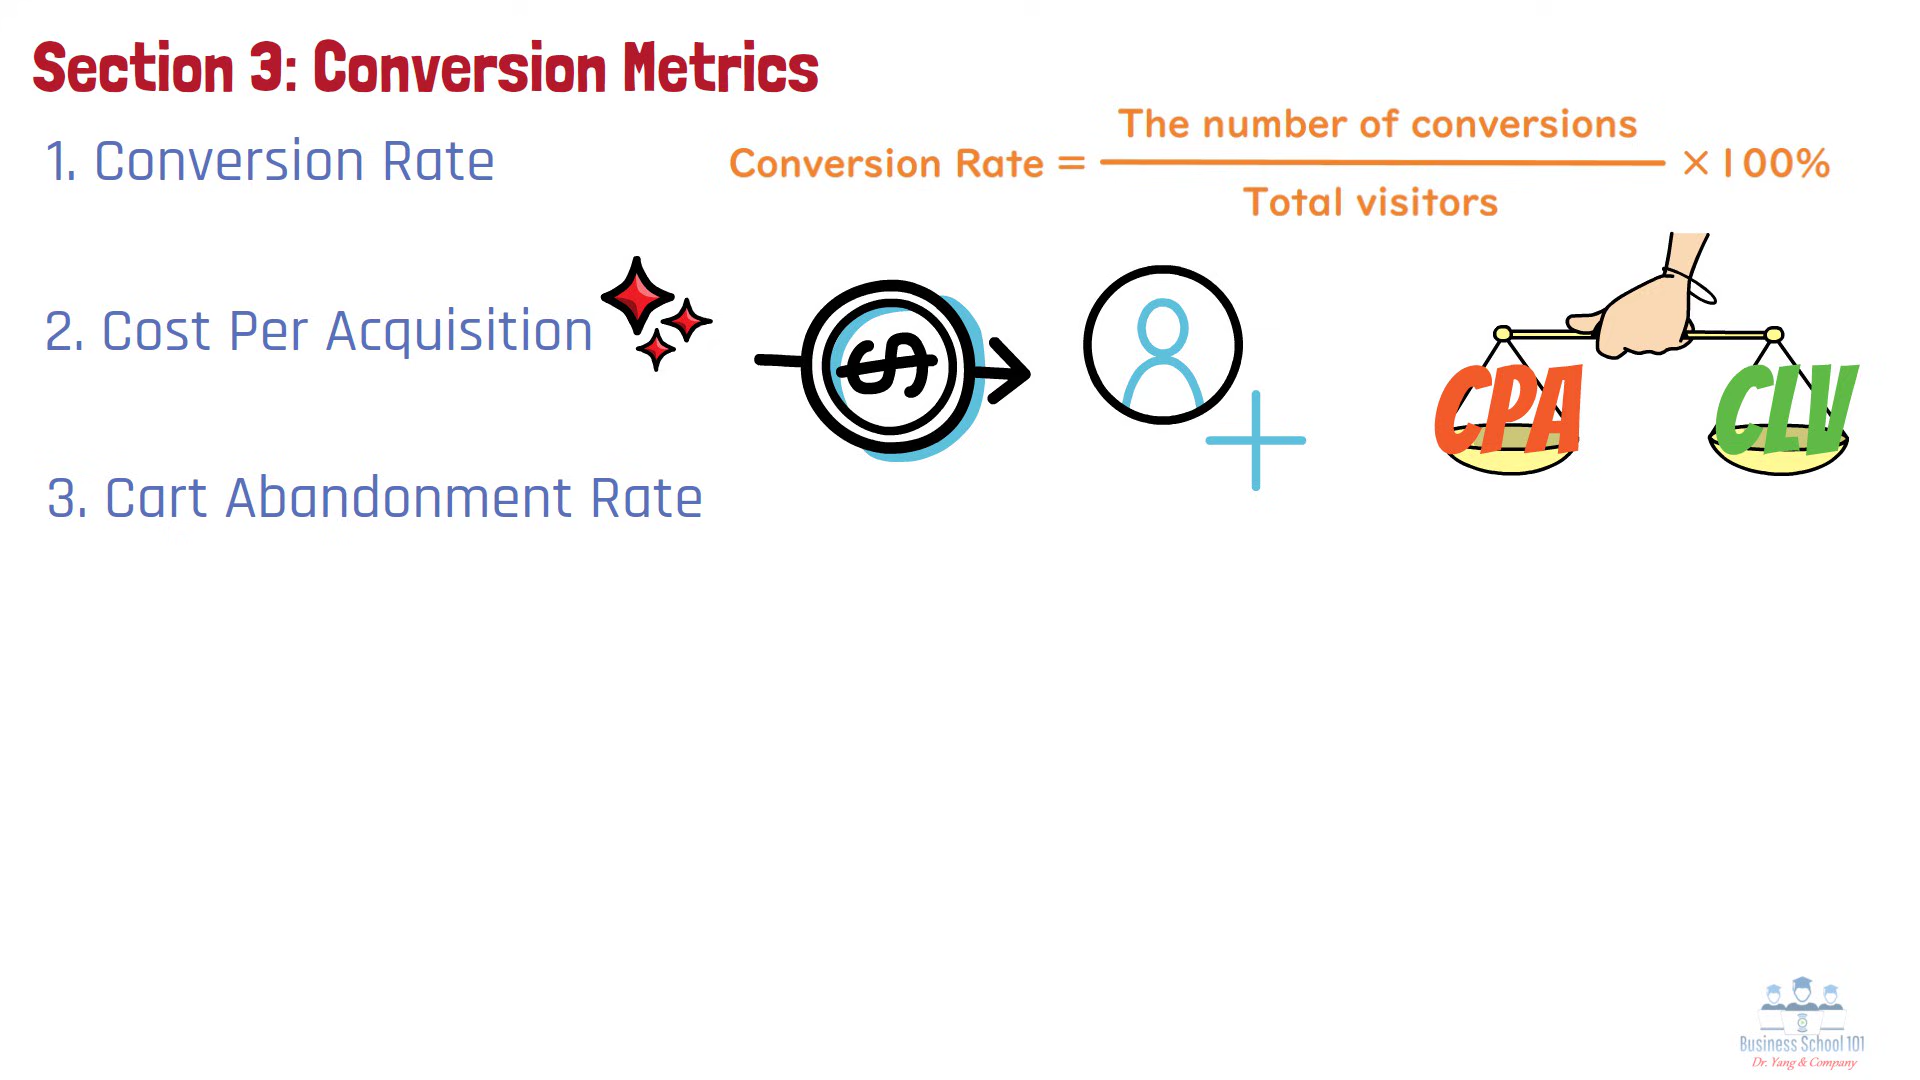 Section 3: Conversion Metrics
1. Conversion Rate
Conversion Rate = The number of conversions / Total visitors × 100%
2. Cost Per Acquisition
$
CPA
CLV
3. Cart Abandonment Rate
Business School 101
Dr. Yang & Company